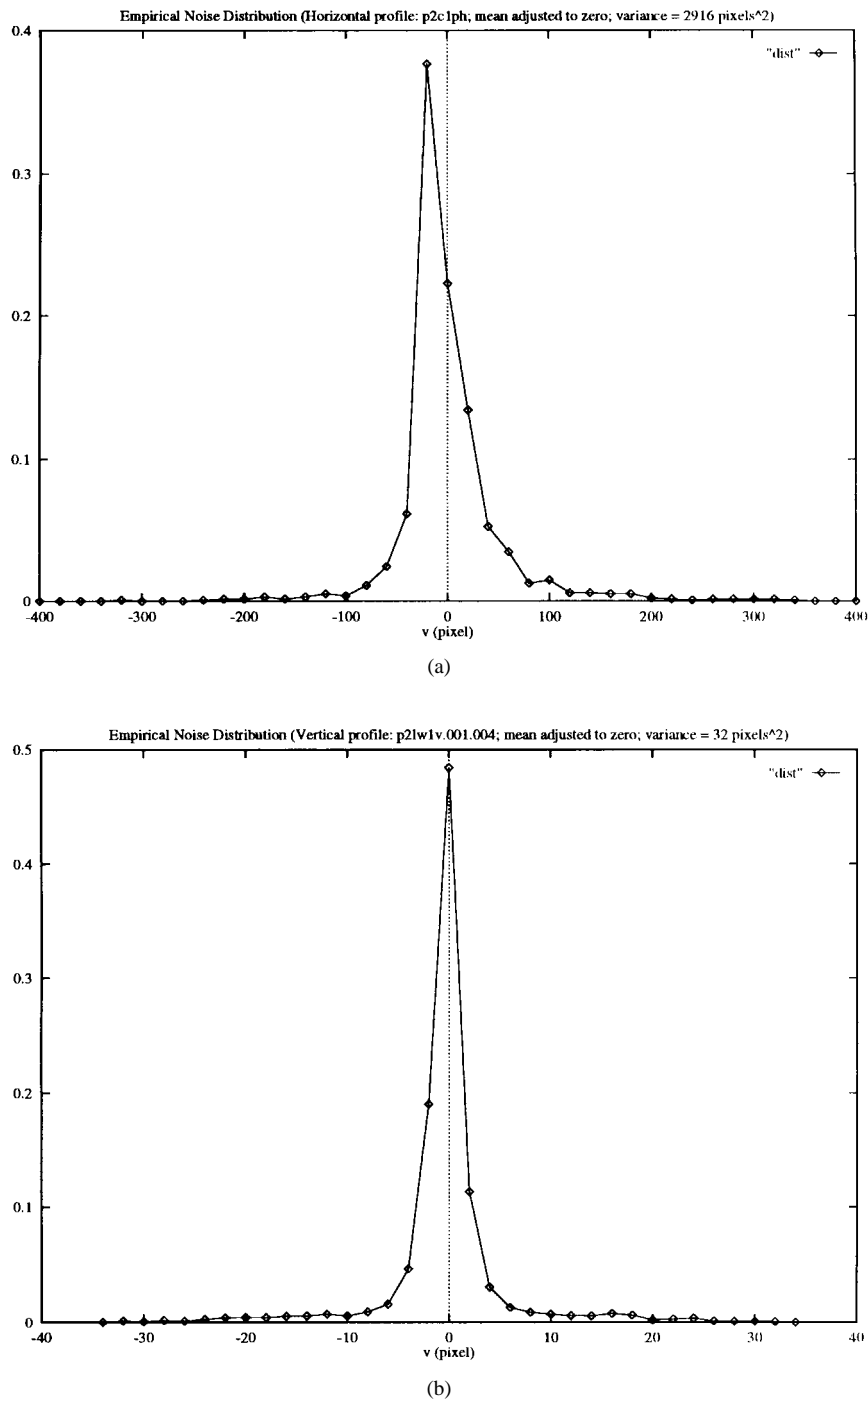 Empirical Noise Distribution (Horizontal profile: p2c1ph; mean adjusted to zero; variance = 2916 pixels^2)
"dist"
0.4
0.3
0.2
0.1
0
-400 -300 -200 -100 0 100 200 300 400
v (pixel)
(a)
Empirical Noise Distribution (Vertical profile: p2lw1v.001.004; mean adjusted to zero; variance = 32 pixels^2)
"dist"
0.5
0.4
0.3
0.2
0.1
0
-40 -30 -20 -10 0 10 20 30 40
v (pixel)
(b)